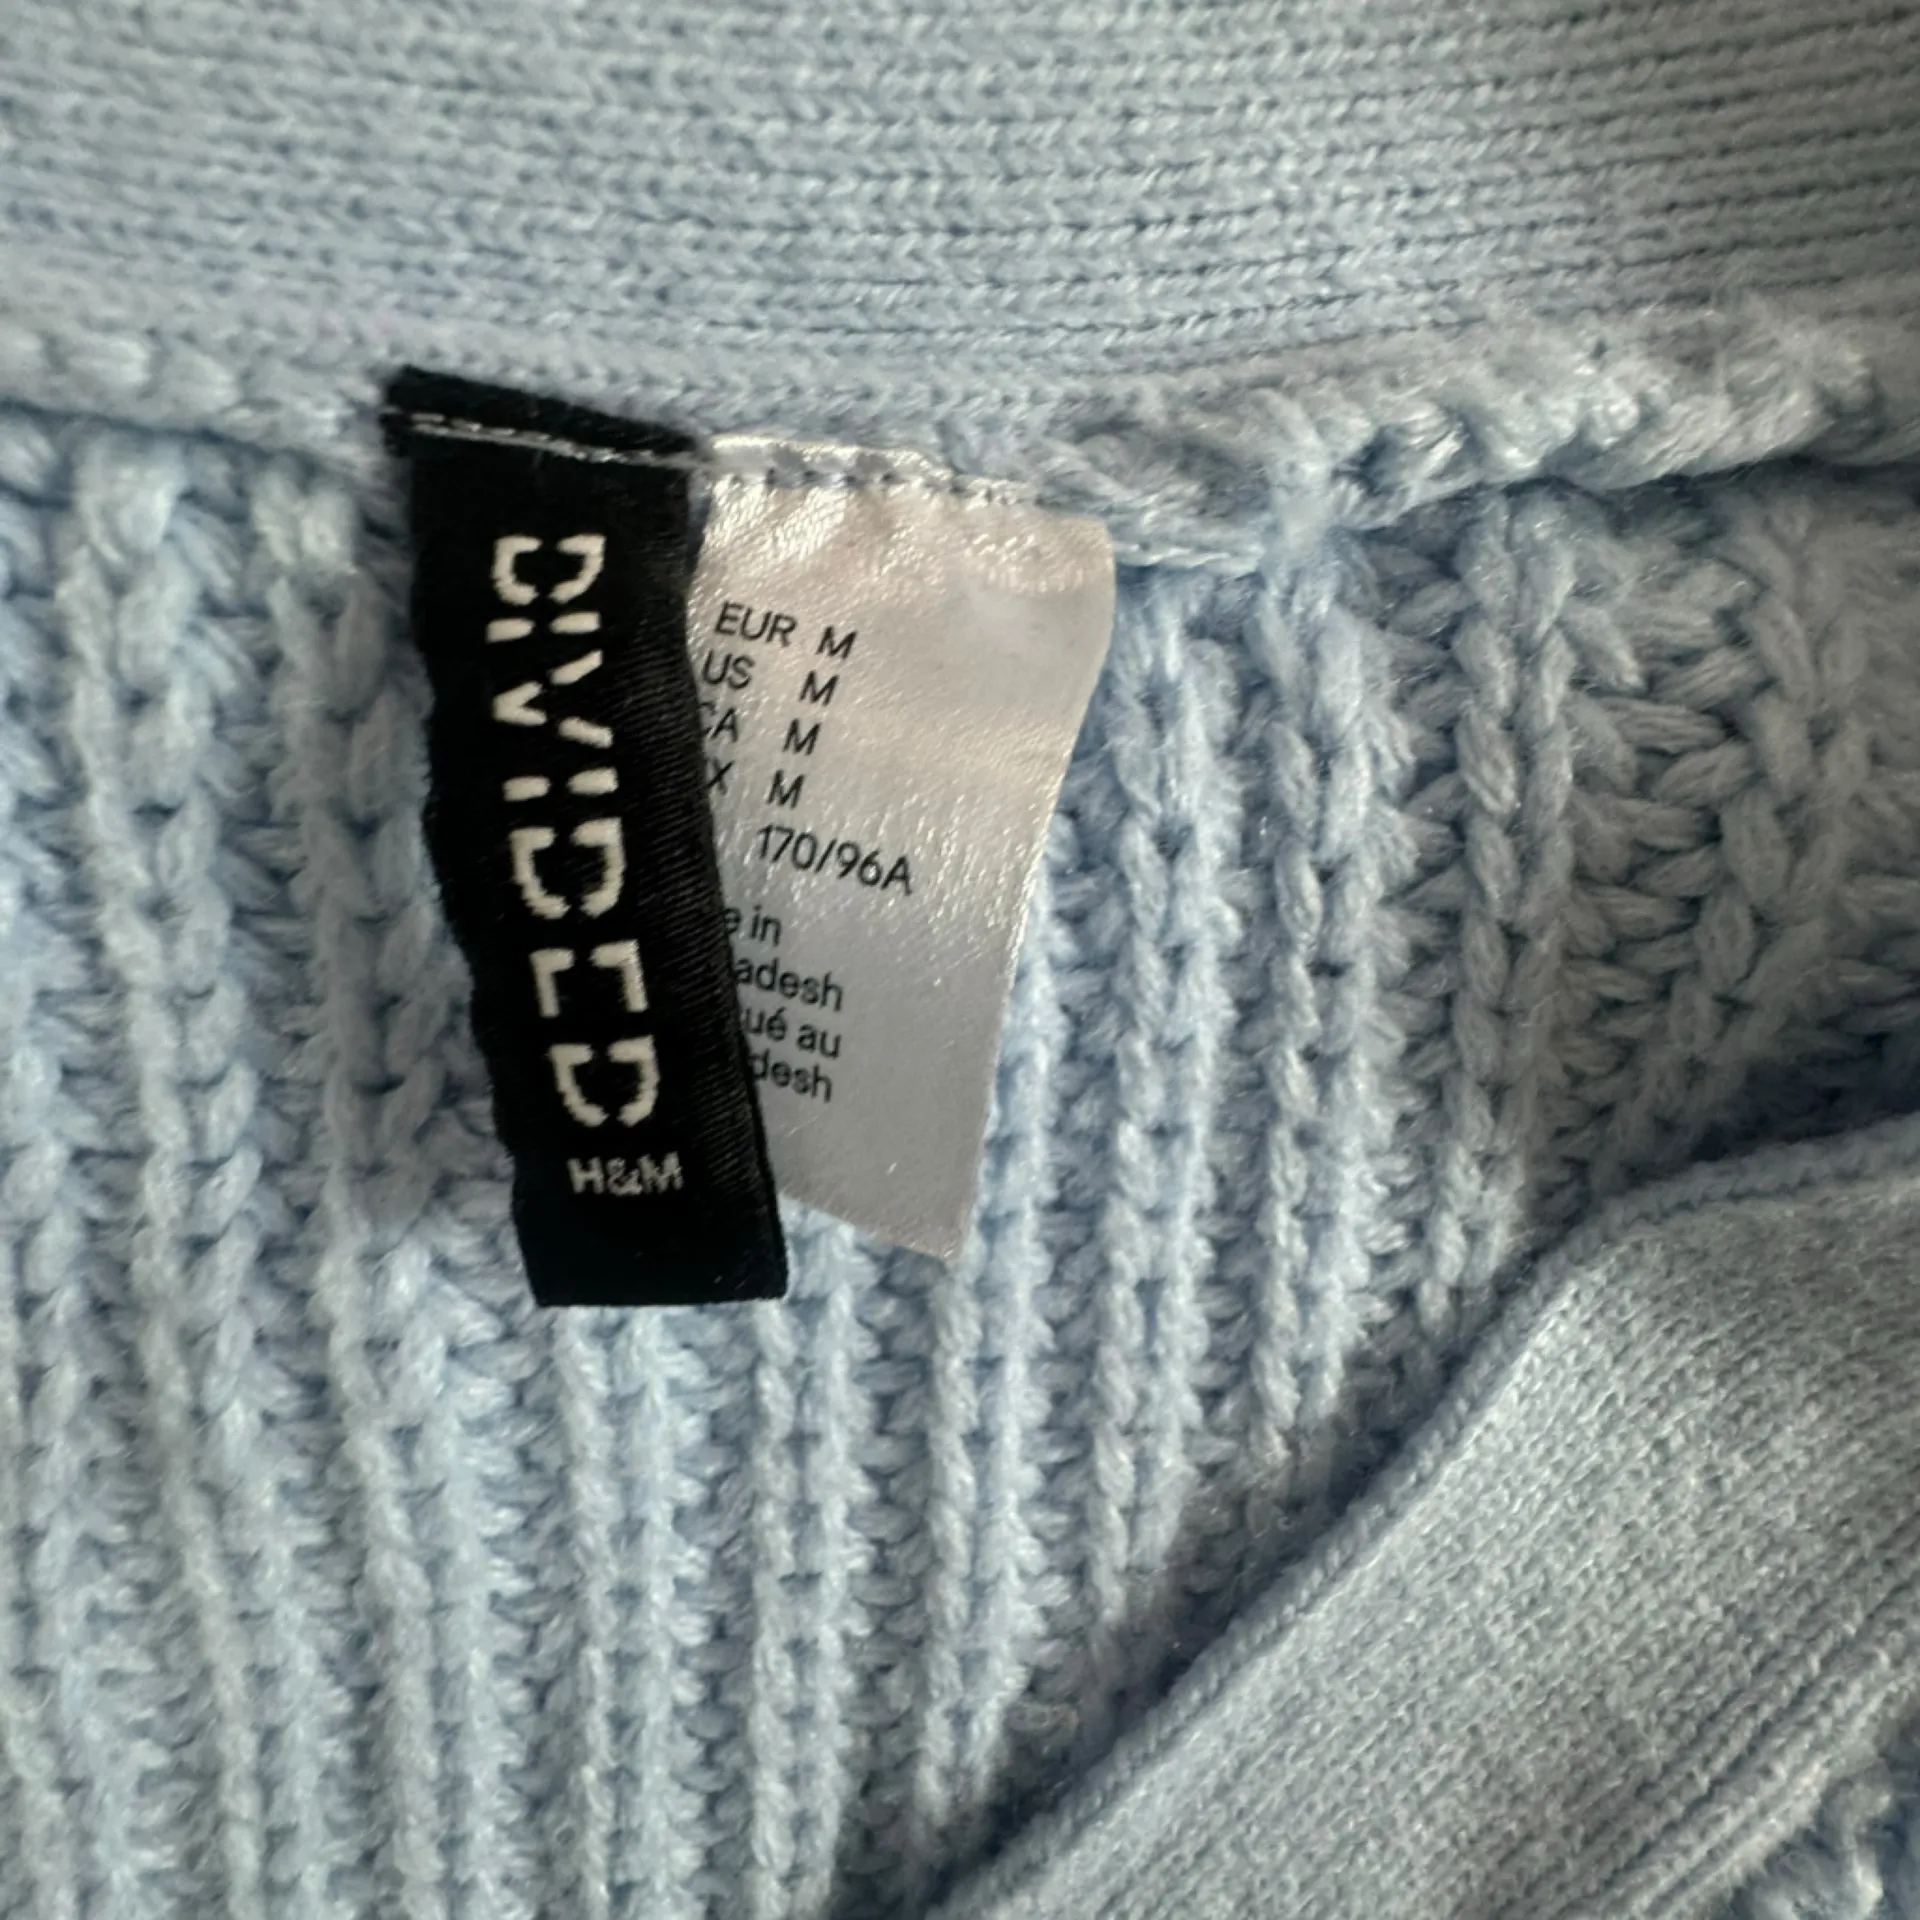 DIVIDED
H&M
EUR M
US M
CA M
X M
170/96A
e in
adesh
ué au
desh